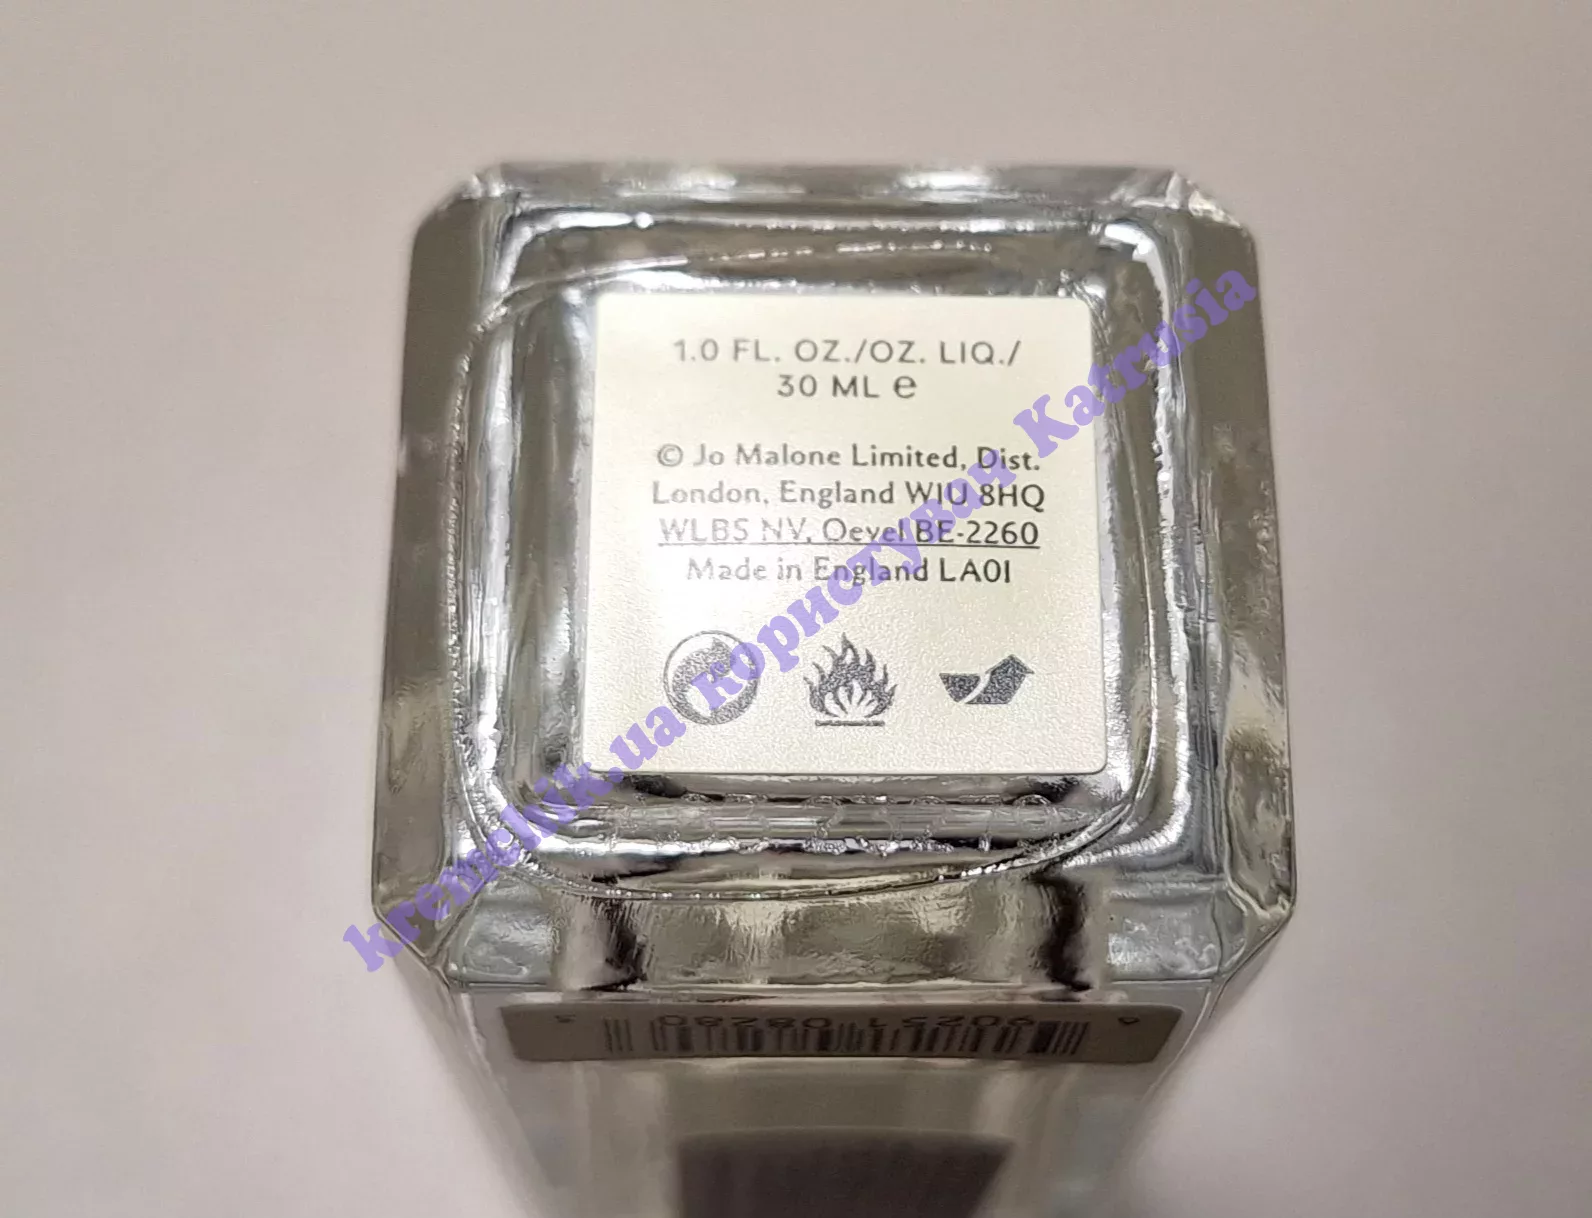 1.0 FL. OZ./OZ. LIQ./
30 ML e
© Jo Malone Limited, Dist.
London, England W1U 8HQ
WLBS NV, Oevel BE-2260
Made in England LA01
kremchik.ua користувач Katrusia